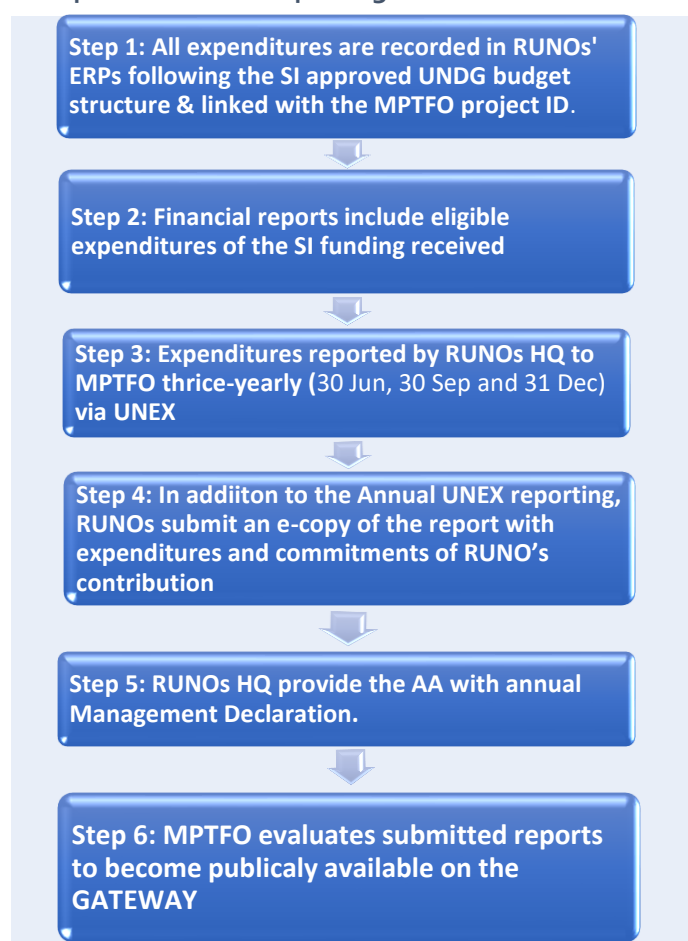 Step 1: All expenditures are recorded in RUNOs'
ERPs following the SI approved UNDG budget
structure & linked with the MPTFO project ID.
Step 2: Financial reports include eligible
expenditures of the SI funding received
Step 3: Expenditures reported by RUNOs HQ to
MPTFO thrice-yearly (30 Jun, 30 Sep and 31 Dec)
via UNEX
Step 4: In addiiton to the Annual UNEX reporting,
RUNOs submit an e-copy of the report with
expenditures and commitments of RUNO’s
contribution
Step 5: RUNOs HQ provide the AA with annual
Management Declaration.
Step 6: MPTFO evaluates submitted reports
to become publicaly available on the
GATEWAY